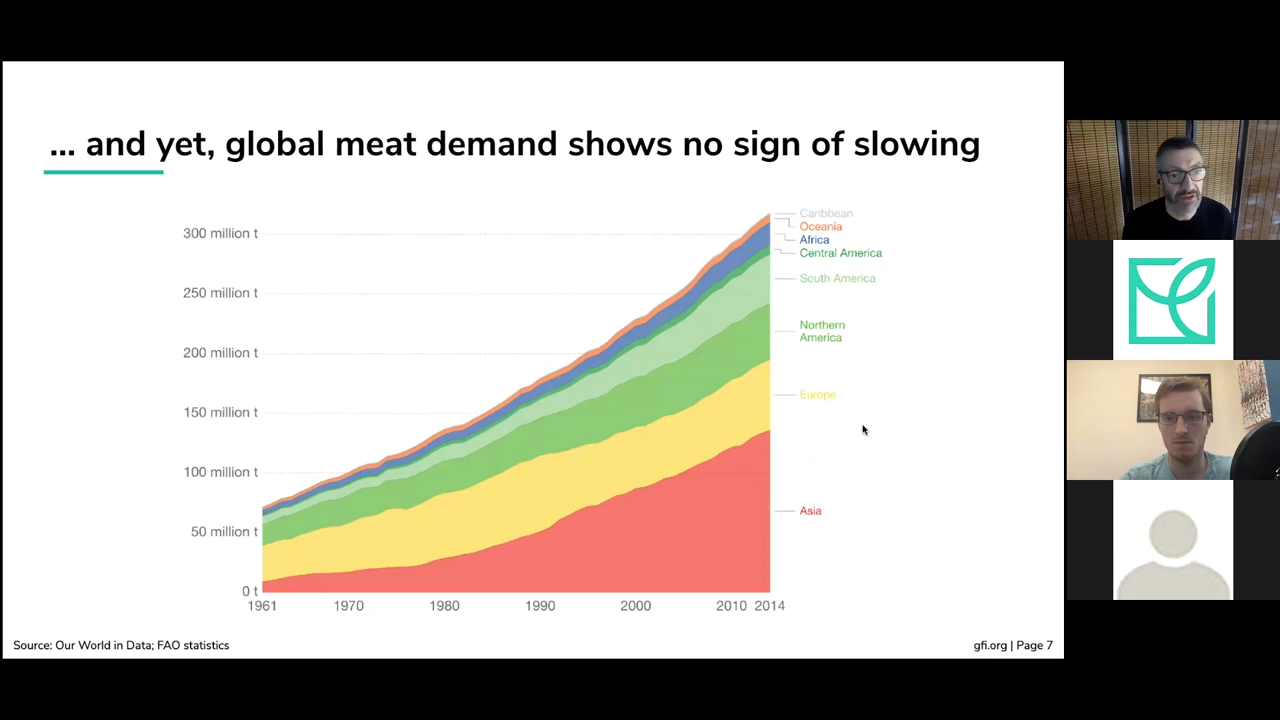 ... and yet, global meat demand shows no sign of slowing
300 million t
250 million t
200 million t
150 million t
100 million t
50 million t
0 t
1961 1970 1980 1990 2000 2010 2014
Caribbean
Oceania
Africa
Central America
South America
Northern
America
Europe
Asia
Source: Our World in Data; FAO statistics
gfi.org | Page 7